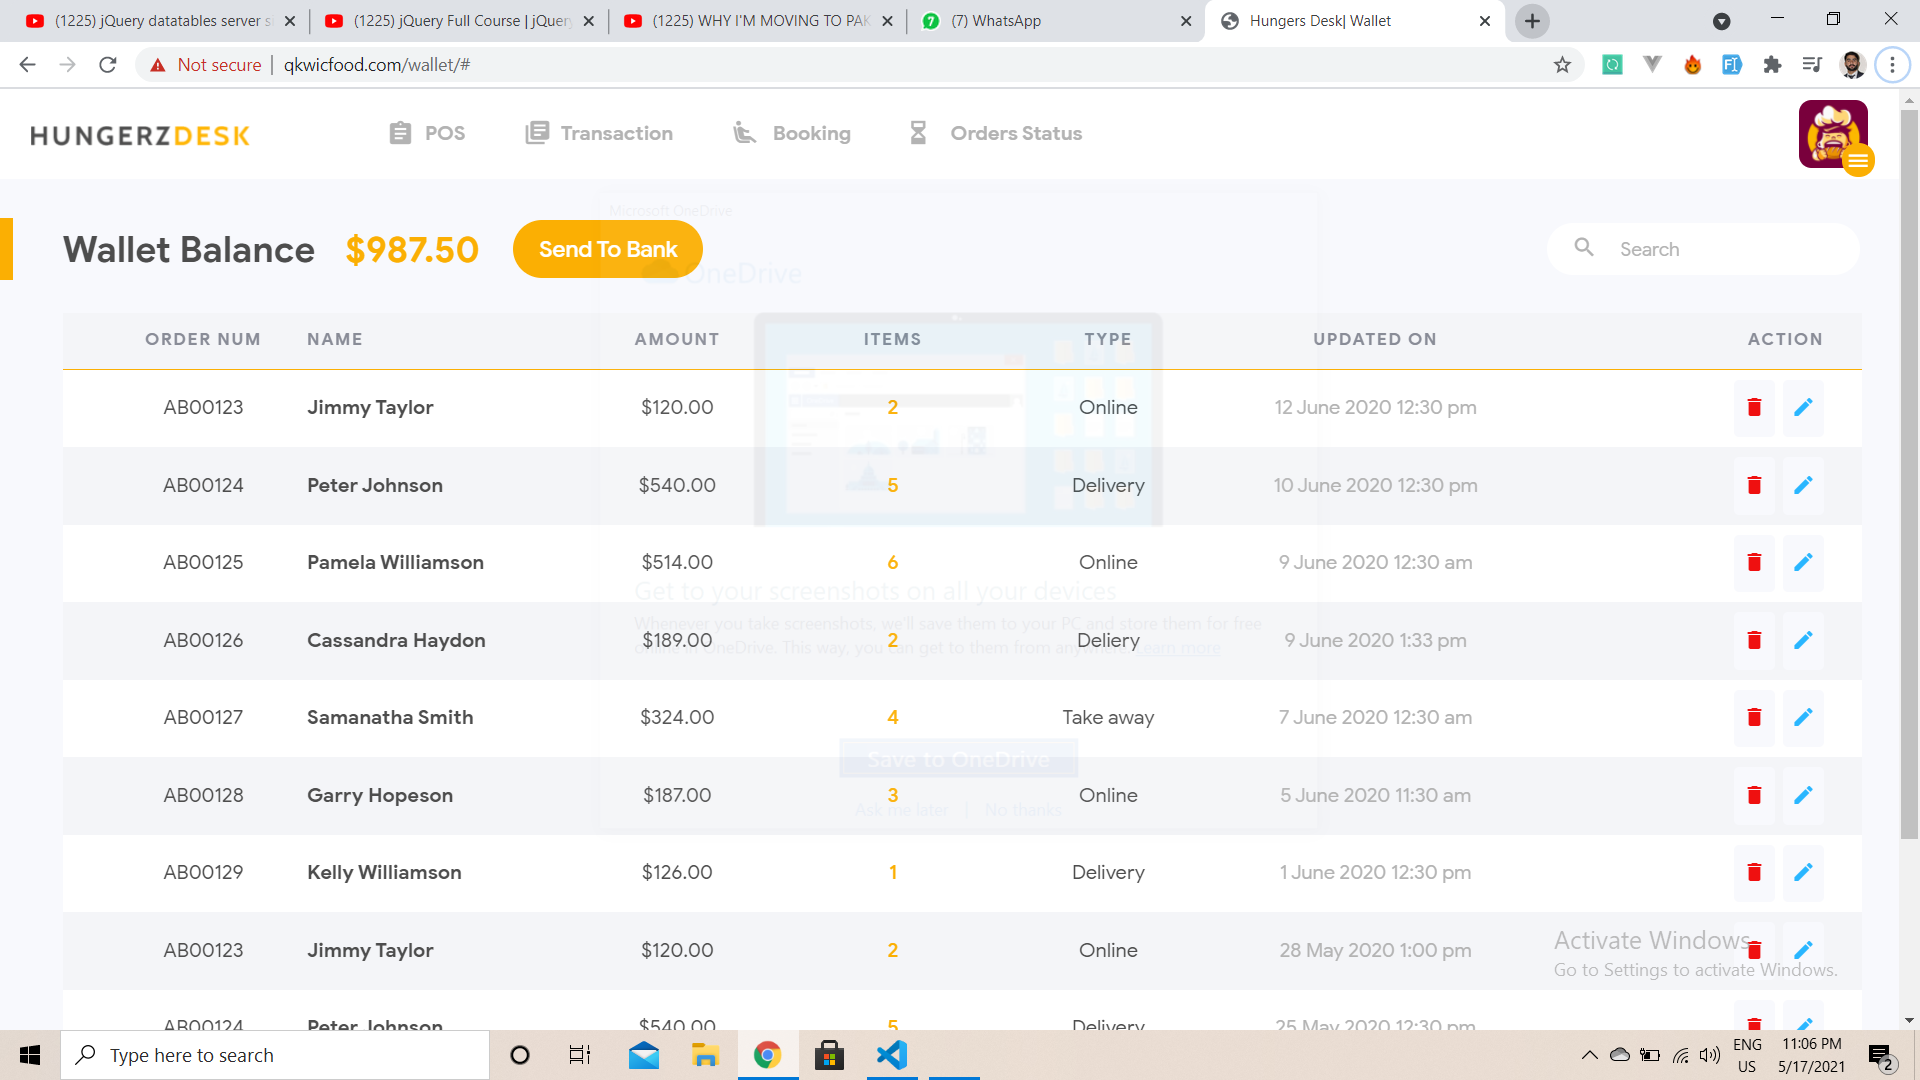 (1225) jQuery datatables server si
(1225) jQuery Full Course | jQuery
(1225) WHY I'M MOVING TO PAK
7 (7) WhatsApp
Hungers Desk| Wallet
Not secure | qkwicfood.com/wallet/#
HUNGERZDESK
POS
Transaction
Booking
Orders Status
Microsoft OneDrive
Wallet Balance $987.50 Send To Bank
Search
OneDrive
ORDER NUM NAME AMOUNT ITEMS TYPE UPDATED ON ACTION
AB00123 Jimmy Taylor $120.00 2 Online 12 June 2020 12:30 pm
AB00124 Peter Johnson $540.00 5 Delivery 10 June 2020 12:30 pm
AB00125 Pamela Williamson $514.00 6 Online 9 June 2020 12:30 am
Get to your screenshots on all your devices
Whenever you take screenshots, we'll save them to your PC and store them for free
AB00126 Cassandra Haydon $189.00 2 Deliery 9 June 2020 1:33 pm
online in OneDrive. This way, you can get to them from anywhere. Learn more
AB00127 Samanatha Smith $324.00 4 Take away 7 June 2020 12:30 am
Save to OneDrive
AB00128 Garry Hopeson $187.00 3 Online 5 June 2020 11:30 am
Ask me later | No thanks
AB00129 Kelly Williamson $126.00 1 Delivery 1 June 2020 12:30 pm
AB00123 Jimmy Taylor $120.00 2 Online 28 May 2020 1:00 pm
Activate Windows
Go to Settings to activate Windows.
AB00124 Peter Johnson $540.00 5 Delivery 25 May 2020 12:30 pm
Type here to search
ENG
US
11:06 PM
5/17/2021
2